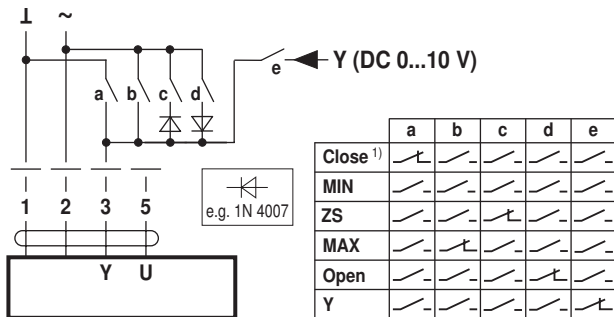 ⊥ ~
e Y (DC 0...10 V)
a b c d
1 2 3 5
e.g. 1N 4007
Y U
a b c d e
Close 1)
MIN
ZS
MAX
Open
Y